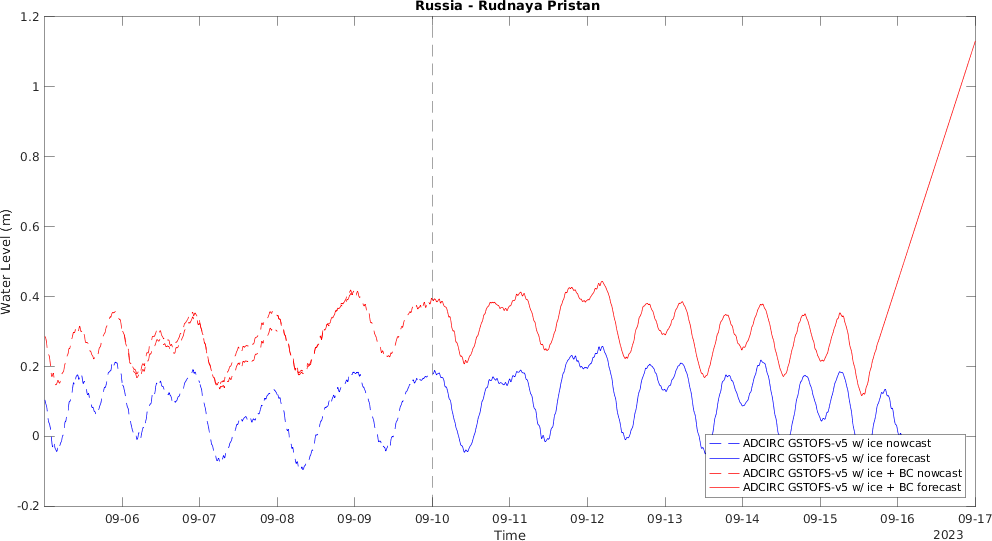 Russia - Rudnaya Pristan
1.2
1
0.8
0.6
0.4
0.2
0
-0.2
Water Level (m)
ADCIRC GSTOFS-v5 w/ ice nowcast
ADCIRC GSTOFS-v5 w/ ice forecast
ADCIRC GSTOFS-v5 w/ ice + BC nowcast
ADCIRC GSTOFS-v5 w/ ice + BC forecast
09-06 09-07 09-08 09-09 09-10 09-11 09-12 09-13 09-14 09-15 09-16 09-17
Time
2023